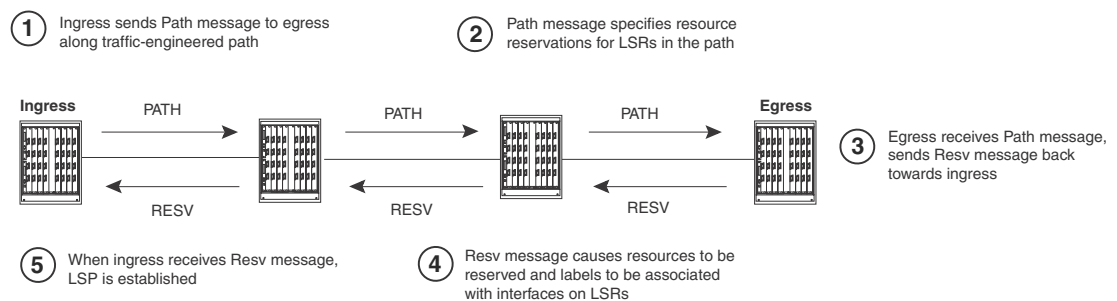 1 Ingress sends Path message to egress
along traffic-engineered path
2 Path message specifies resource
reservations for LSRs in the path
Ingress
PATH
PATH
PATH
Egress
3 Egress receives Path message,
sends Resv message back
towards ingress
RESV
RESV
RESV
5 When ingress receives Resv message,
LSP is established
4 Resv message causes resources to be
reserved and labels to be associated
with interfaces on LSRs